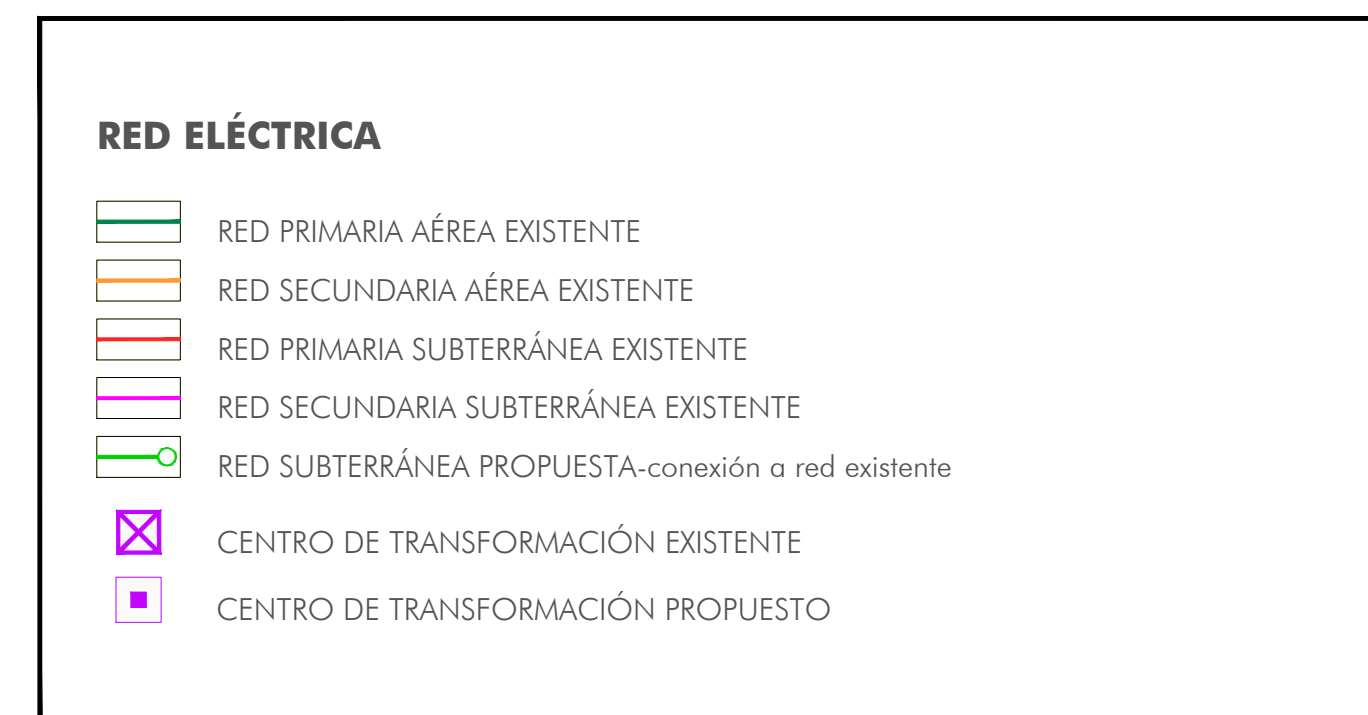 RED ELÉCTRICA
RED PRIMARIA AÉREA EXISTENTE
RED SECUNDARIA AÉREA EXISTENTE
RED PRIMARIA SUBTERRÁNEA EXISTENTE
RED SECUNDARIA SUBTERRÁNEA EXISTENTE
RED SUBTERRÁNEA PROPUESTA-conexión a red existente
CENTRO DE TRANSFORMACIÓN EXISTENTE
CENTRO DE TRANSFORMACIÓN PROPUESTO